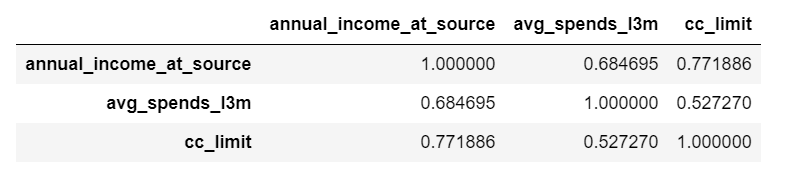 annual_income_at_source avg_spends_l3m cc_limit
annual_income_at_source 1.000000 0.684695 0.771886
avg_spends_l3m 0.684695 1.000000 0.527270
cc_limit 0.771886 0.527270 1.000000